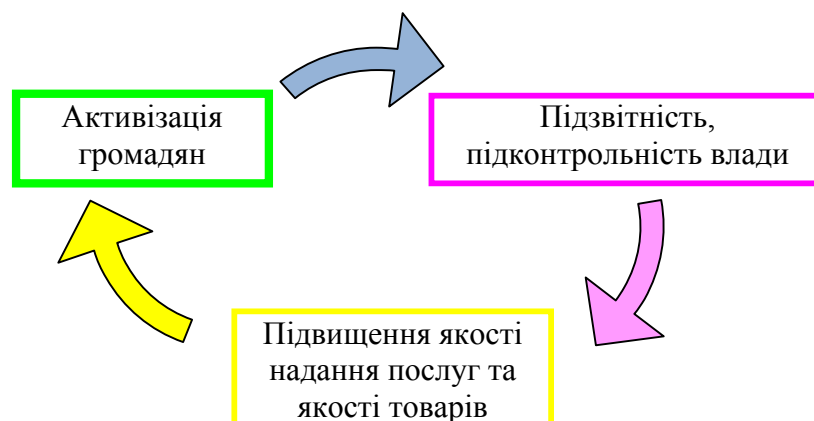 Активізація
громадян
Підзвітність,
підконтрольність влади
Підвищення якості
надання послуг та
якості товарів